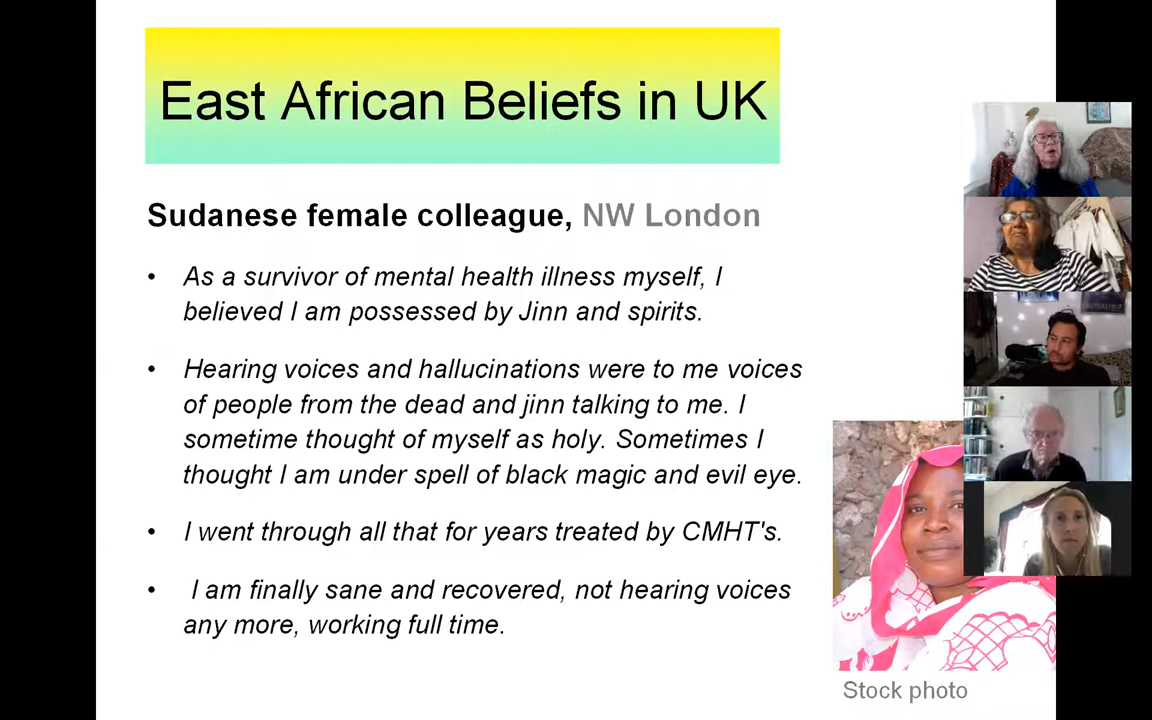 East African Beliefs in UK
Sudanese female colleague, NW London
• As a survivor of mental health illness myself, I
believed I am possessed by Jinn and spirits.
• Hearing voices and hallucinations were to me voices
of people from the dead and jinn talking to me. I
sometime thought of myself as holy. Sometimes I
thought I am under spell of black magic and evil eye.
• I went through all that for years treated by CMHT's.
• I am finally sane and recovered, not hearing voices
any more, working full time.
Stock photo